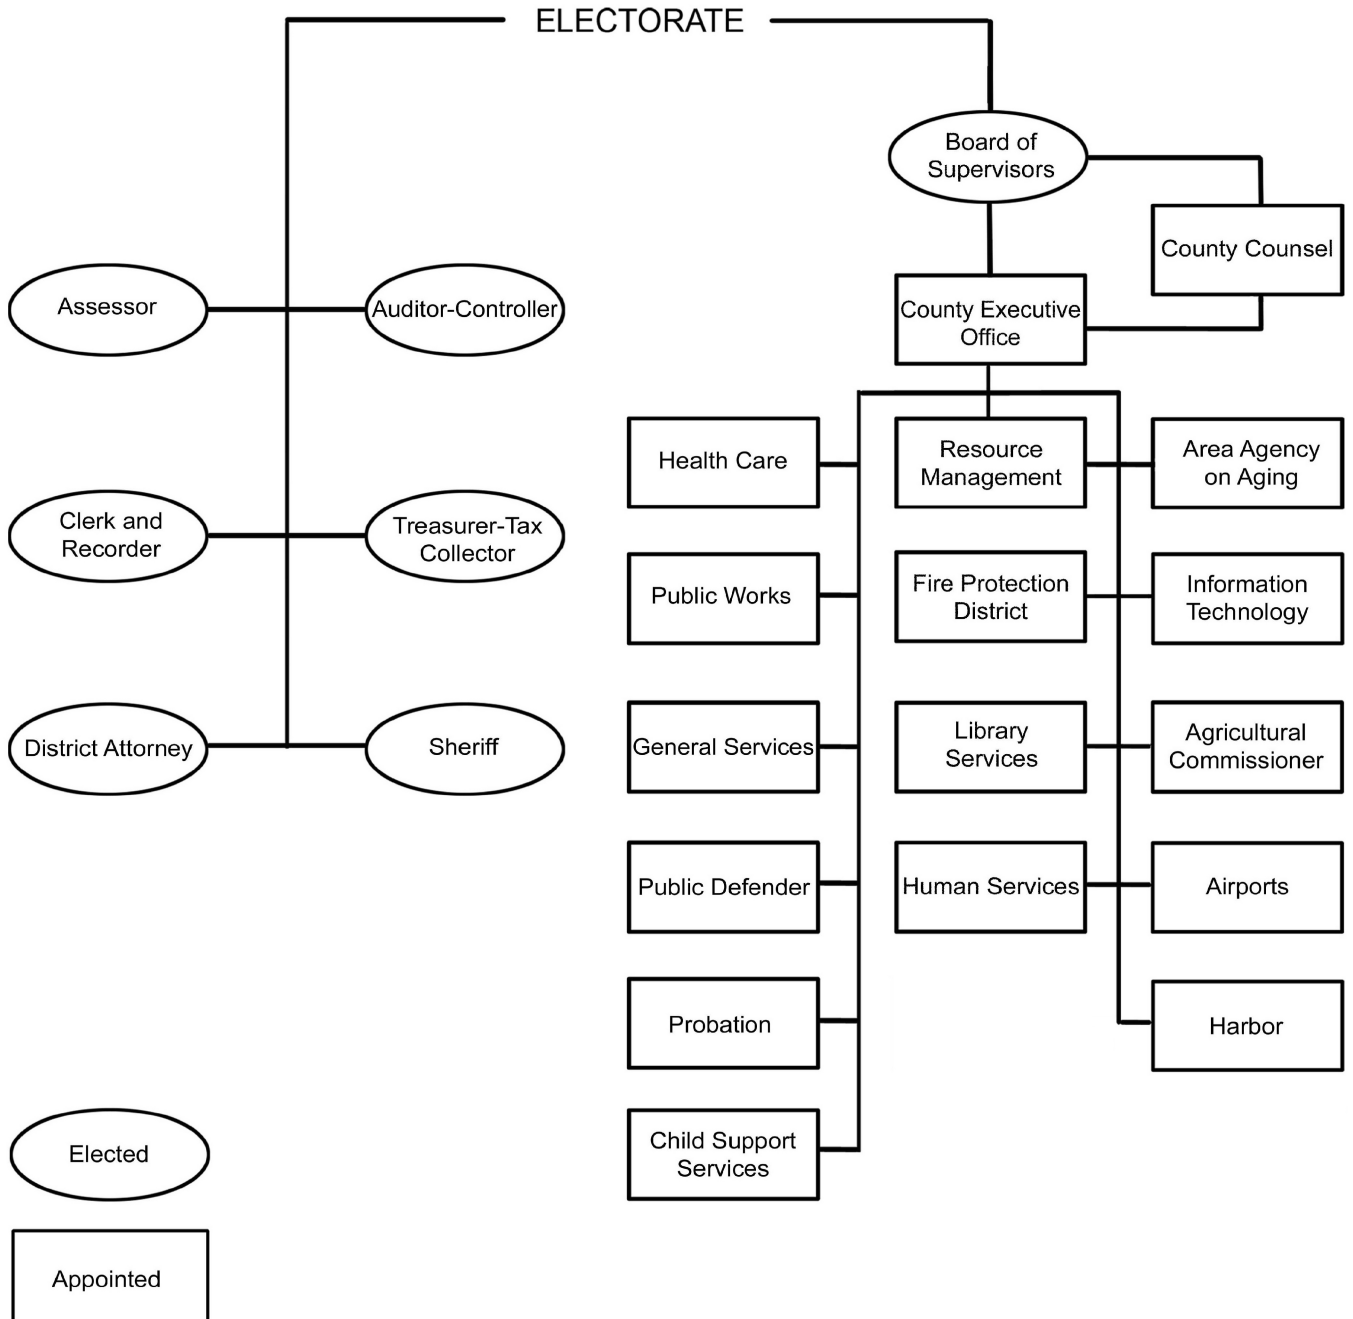 ELECTORATE
Board of
Supervisors
County Counsel
County Executive
Office
Assessor
Auditor-Controller
Clerk and
Recorder
Treasurer-Tax
Collector
District Attorney
Sheriff
Health Care
Resource
Management
Area Agency
on Aging
Public Works
Fire Protection
District
Information
Technology
General Services
Library
Services
Agricultural
Commissioner
Public Defender
Human Services
Airports
Probation
Harbor
Child Support
Services
Elected
Appointed